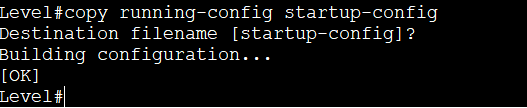 Level#copy running-config startup-config
Destination filename [startup-config]?
Building configuration...
[OK]
Level#